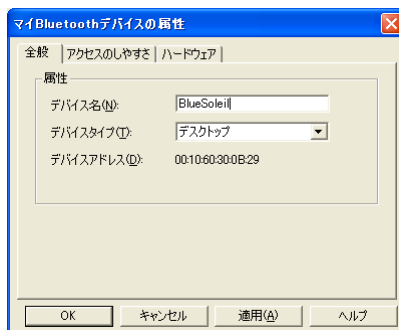 マイBluetoothデバイスの属性
全般 アクセスのしやすさ ハードウェア
属性
デバイス名(N): BlueSoleil
デバイスタイプ(T): デスクトップ
デバイスアドレス(D): 00:10:60:30:0B:29
OK キャンセル 適用(A) ヘルプ